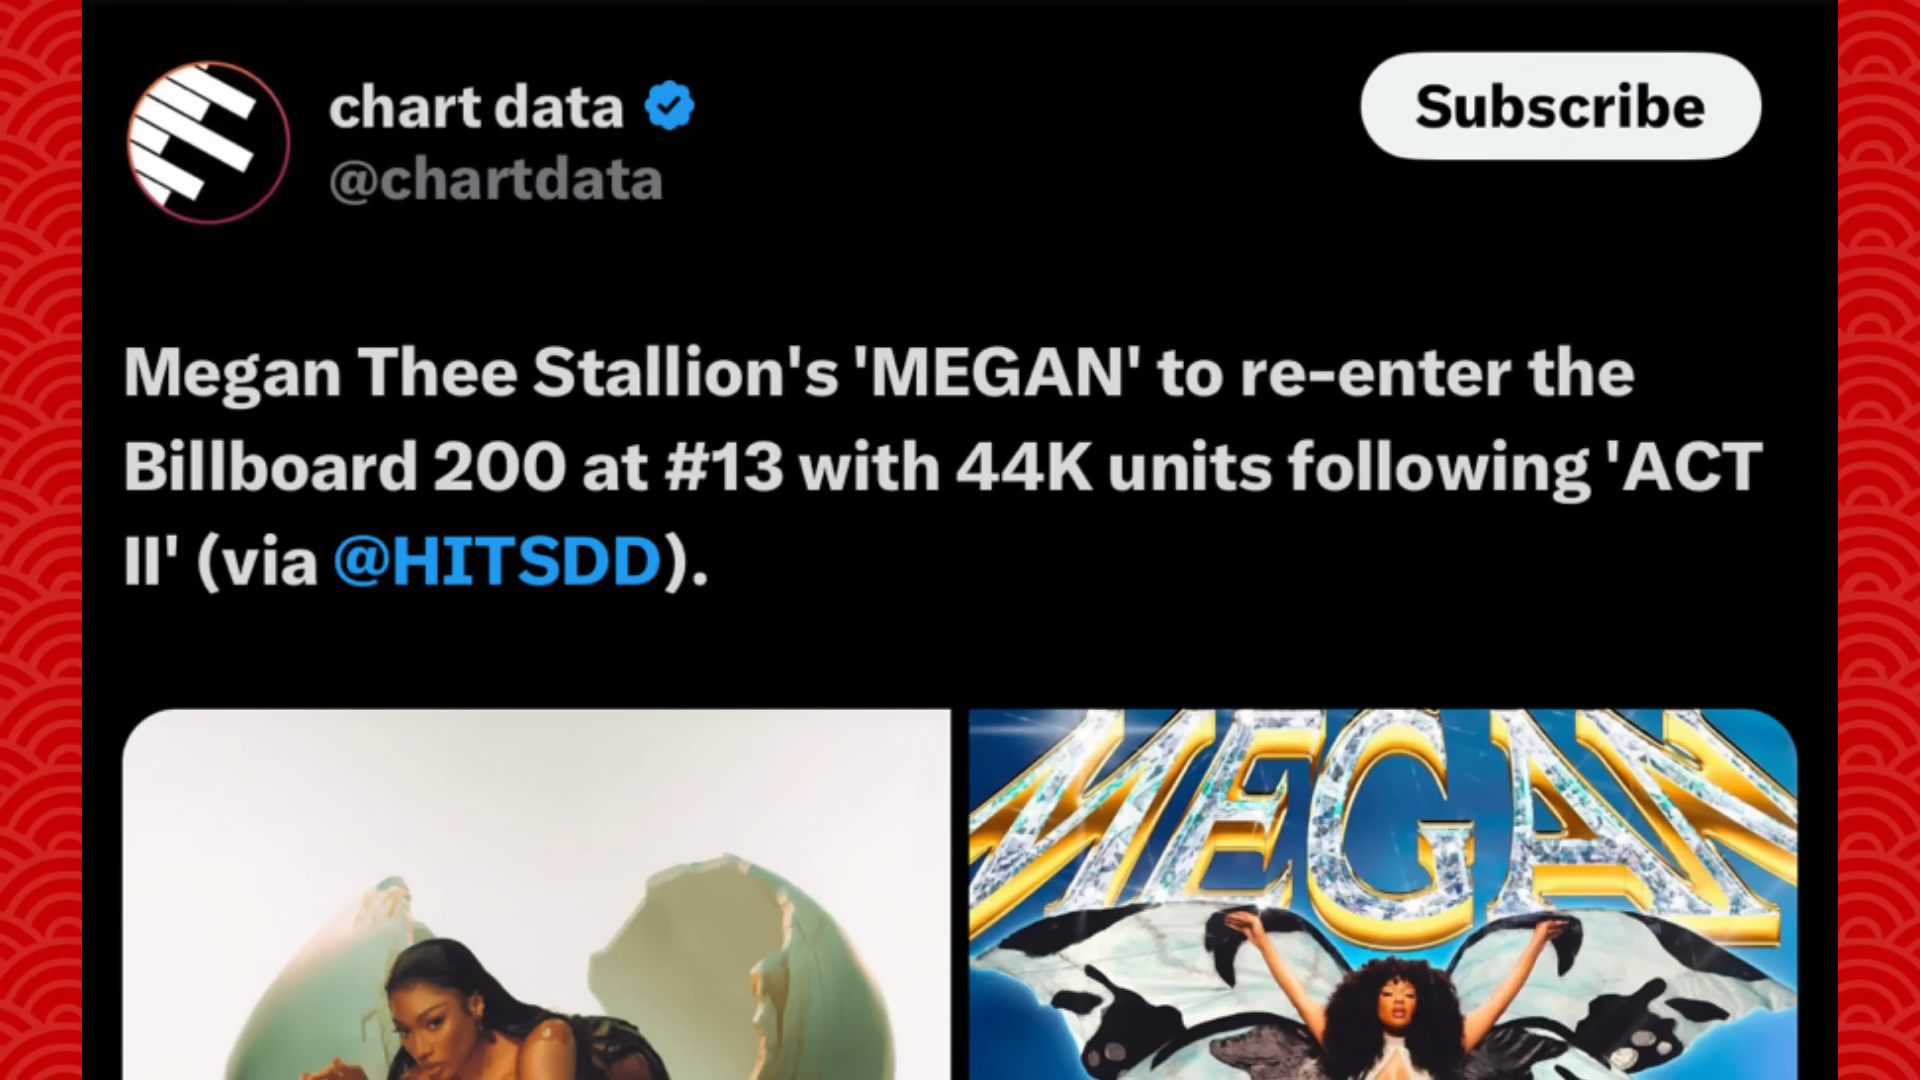 chart data
@chartdata
Subscribe
Megan Thee Stallion's 'MEGAN' to re-enter the
Billboard 200 at #13 with 44K units following 'ACT
II' (via @HITSDD).
MEGAN